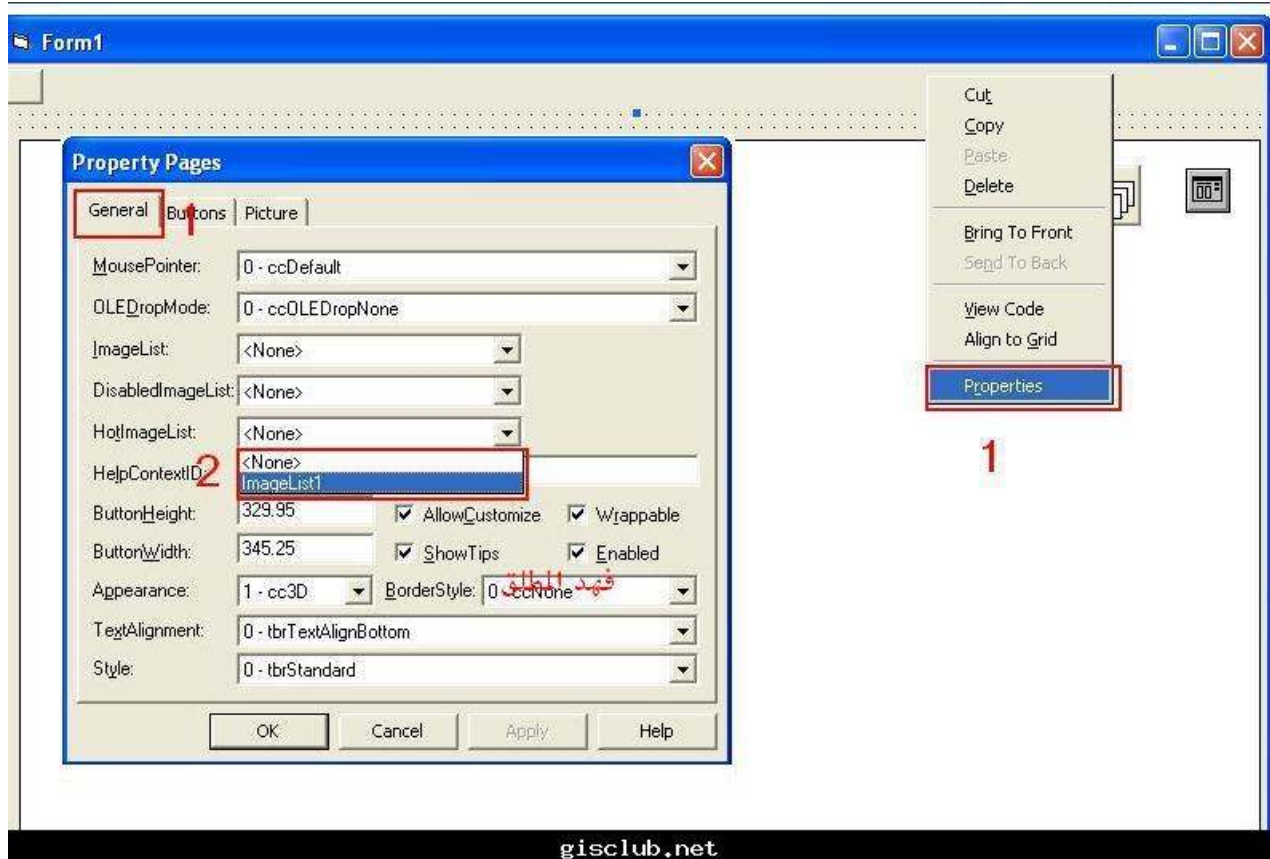 Form1
Cut
Copy
Paste
Delete
Bring To Front
Send To Back
View Code
Align to Grid
Properties
1
Property Pages
General Buttons Picture
1
MousePointer: 0 - ccDefault
OLEDropMode: 0 - ccOLEDropNone
ImageList: <None>
DisabledImageList: <None>
HotImageList: <None>
<None>
HelpContextID: 2 ImageList1
ButtonHeight: 329.95 AllowCustomize Wrappable
ButtonWidth: 345.25 ShowTips Enabled
فهد المطلق
Appearance: 1 - cc3D BorderStyle: 0 - ccNone
TextAlignment: 0 - tbrTextAlignBottom
Style: 0 - tbrStandard
OK Cancel Apply Help
gisclub.net